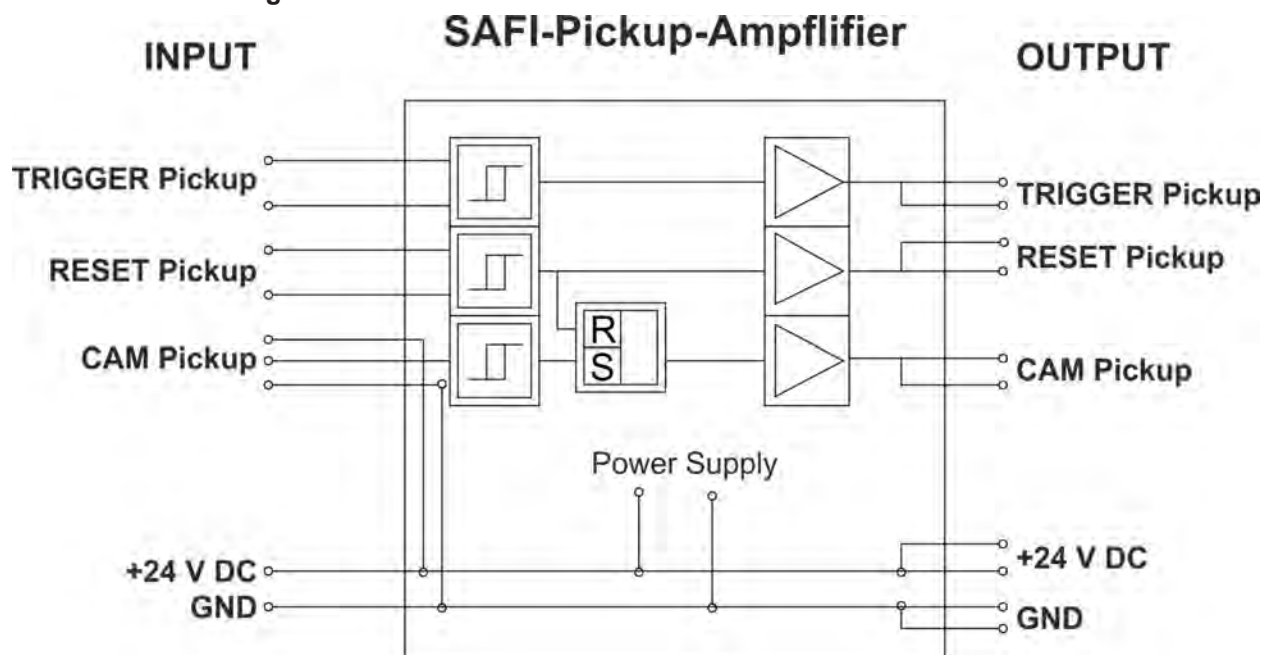 SAFI-Pickup-Ampflifier
INPUT
OUTPUT
TRIGGER Pickup
TRIGGER Pickup
RESET Pickup
RESET Pickup
R
S
CAM Pickup
CAM Pickup
Power Supply
+24 V DC
+24 V DC
GND
GND